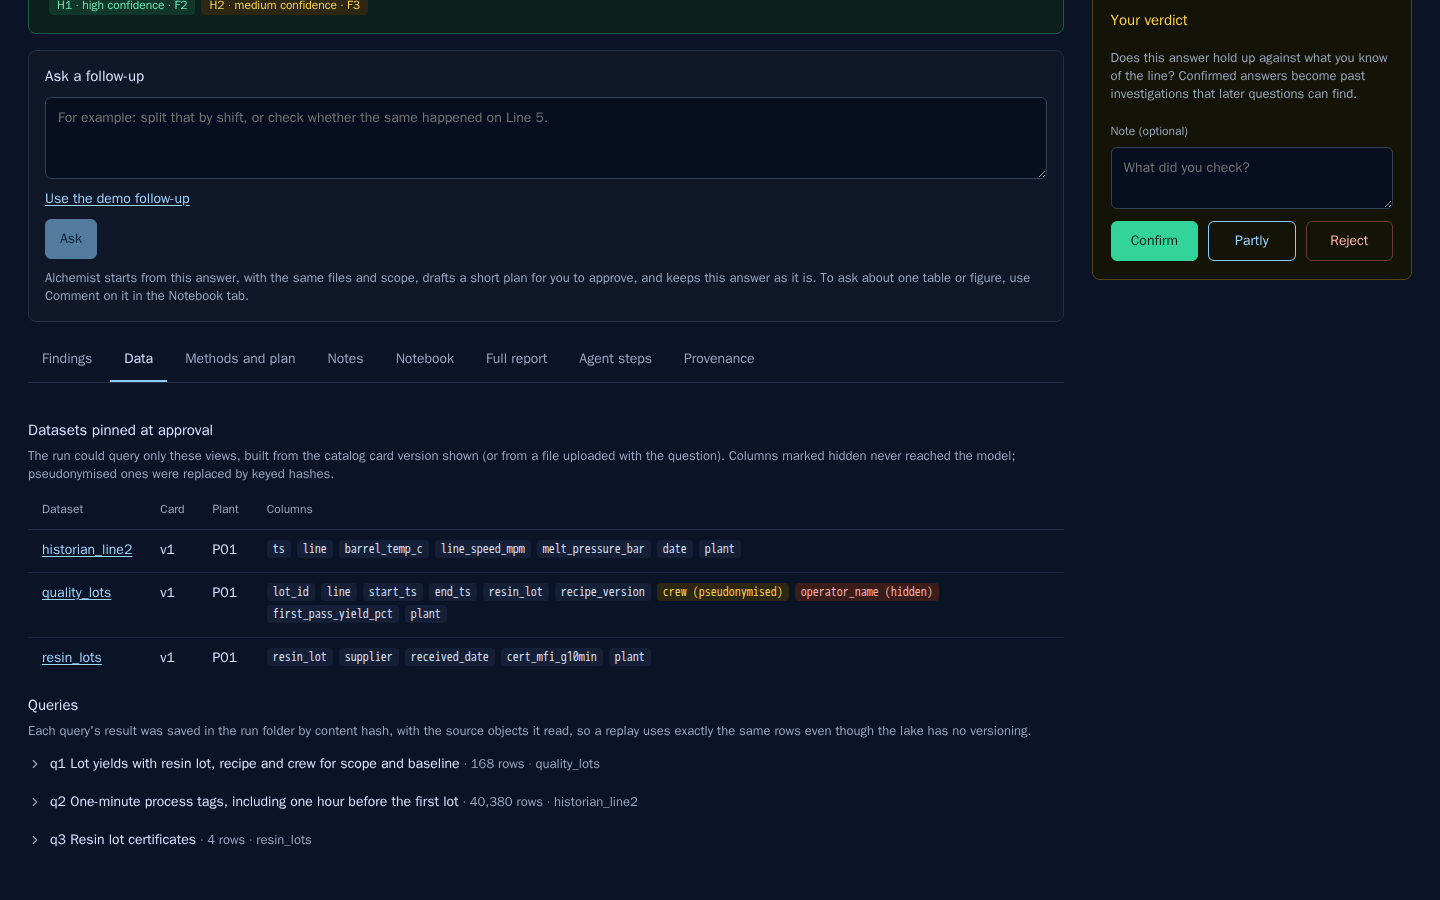 H1 · high confidence · F2 H2 · medium confidence · F3
Ask a follow-up
For example: split that by shift, or check whether the same happened on Line 5.
Use the demo follow-up
Ask
Alchemist starts from this answer, with the same files and scope, drafts a short plan for you to approve, and keeps this answer as it is. To ask about one table or figure, use
Comment on it in the Notebook tab.
Your verdict
Does this answer hold up against what you know
of the line? Confirmed answers become past
investigations that later questions can find.
Note (optional)
What did you check?
Confirm Partly Reject
Findings Data Methods and plan Notes Notebook Full report Agent steps Provenance
Datasets pinned at approval
The run could query only these views, built from the catalog card version shown (or from a file uploaded with the question). Columns marked hidden never reached the model;
pseudonymised ones were replaced by keyed hashes.
Dataset Card Plant Columns
historian_line2 v1 P01 ts line barrel_temp_c line_speed_mpm melt_pressure_bar date plant
quality_lots v1 P01 lot_id line start_ts end_ts resin_lot recipe_version crew (pseudonymised) operator_name (hidden)
first_pass_yield_pct plant
resin_lots v1 P01 resin_lot supplier received_date cert_mfi_g10min plant
Queries
Each query's result was saved in the run folder by content hash, with the source objects it read, so a replay uses exactly the same rows even though the lake has no versioning.
q1 Lot yields with resin lot, recipe and crew for scope and baseline · 168 rows · quality_lots
q2 One-minute process tags, including one hour before the first lot · 40,380 rows · historian_line2
q3 Resin lot certificates · 4 rows · resin_lots